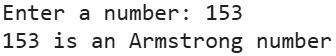 Enter a number: 153
153 is an Armstrong number